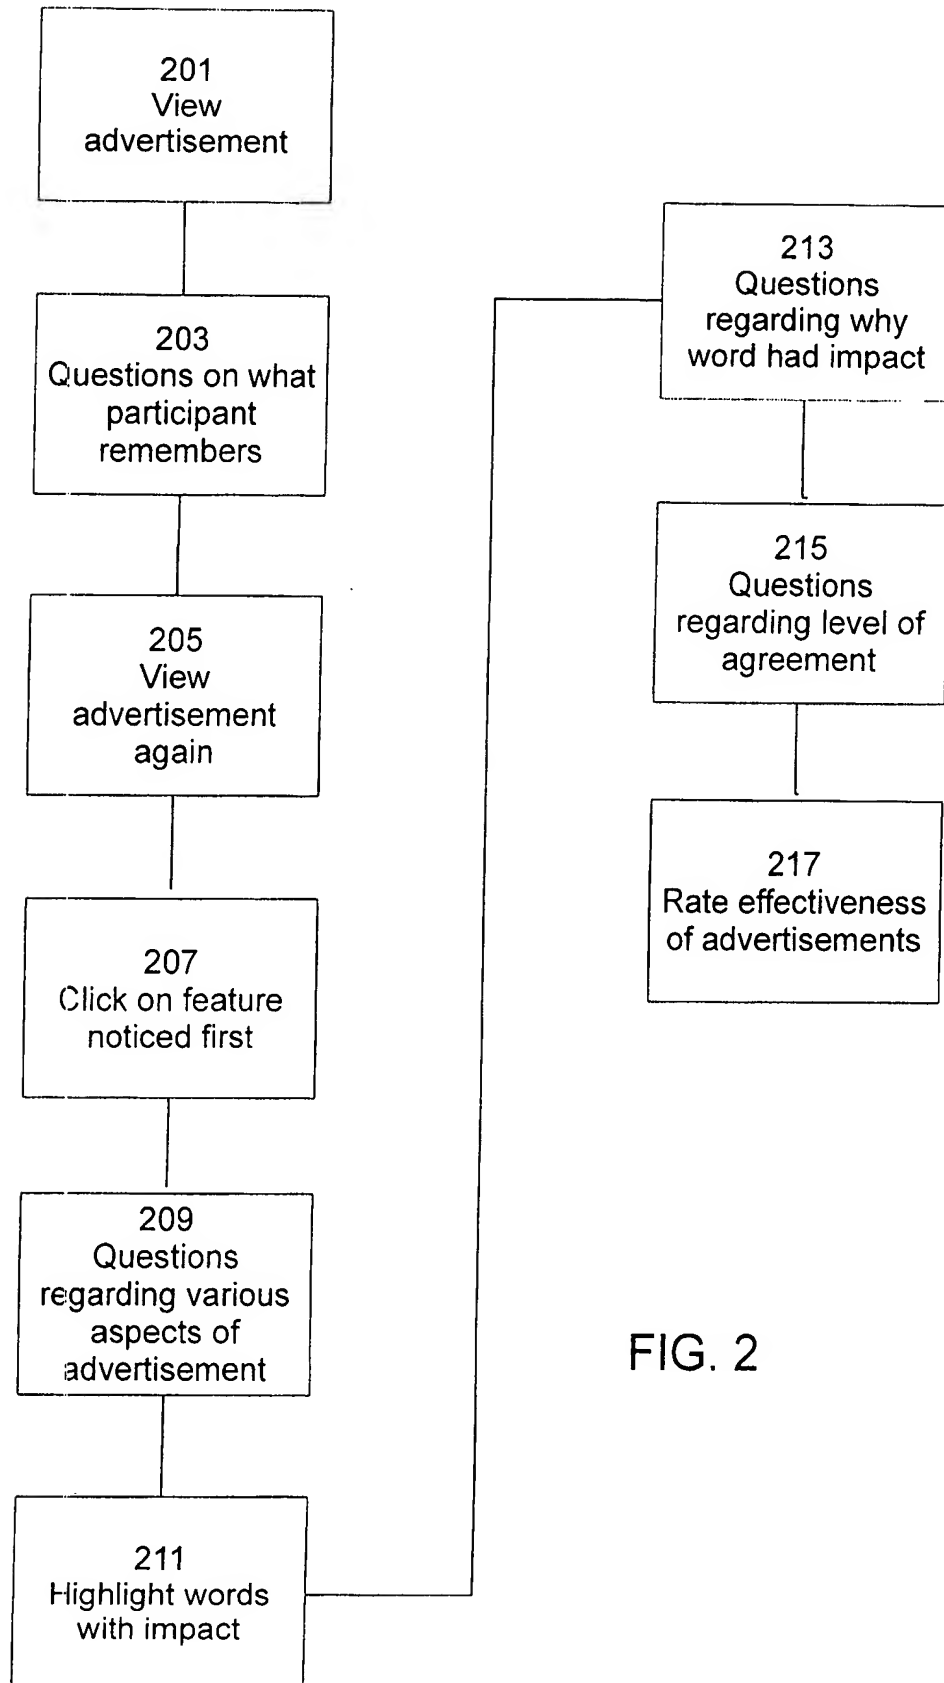 201
View
advertisement
203
Questions on what
participant
remembers
205
View
advertisement
again
207
Click on feature
noticed first
209
Questions
regarding various
aspects of
advertisement
211
Highlight words
with impact
213
Questions
regarding why
word had impact
215
Questions
regarding level of
agreement
217
Rate effectiveness
of advertisements
FIG. 2